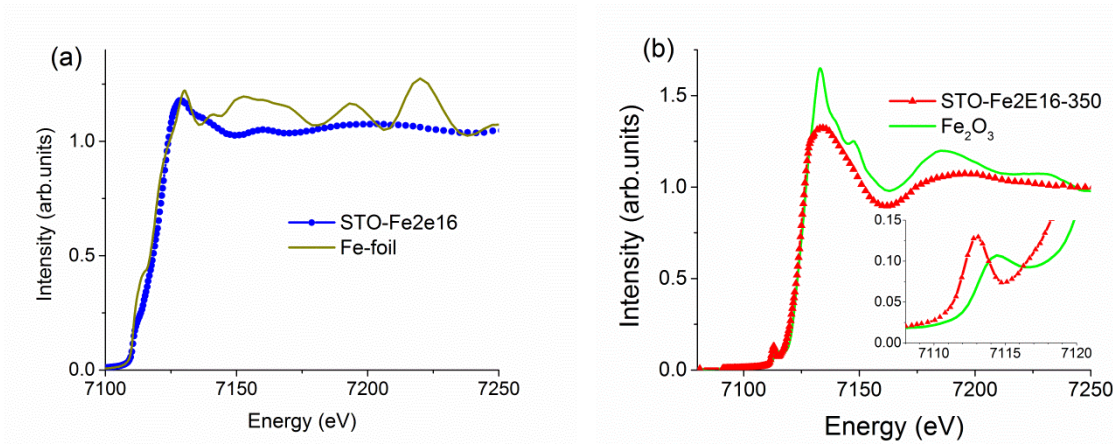 (a)
Intensity (arb.units)
1.0
0.5
0.0
STO-Fe2e16
Fe-foil
7100 7150 7200 7250
Energy (eV)
(b)
Intensity (arb.units)
1.5
1.0
0.5
0.0
STO-Fe2E16-350
Fe₂O₃
0.15
0.10
0.05
0.00
7110 7115 7120
7100 7150 7200 7250
Energy (eV)